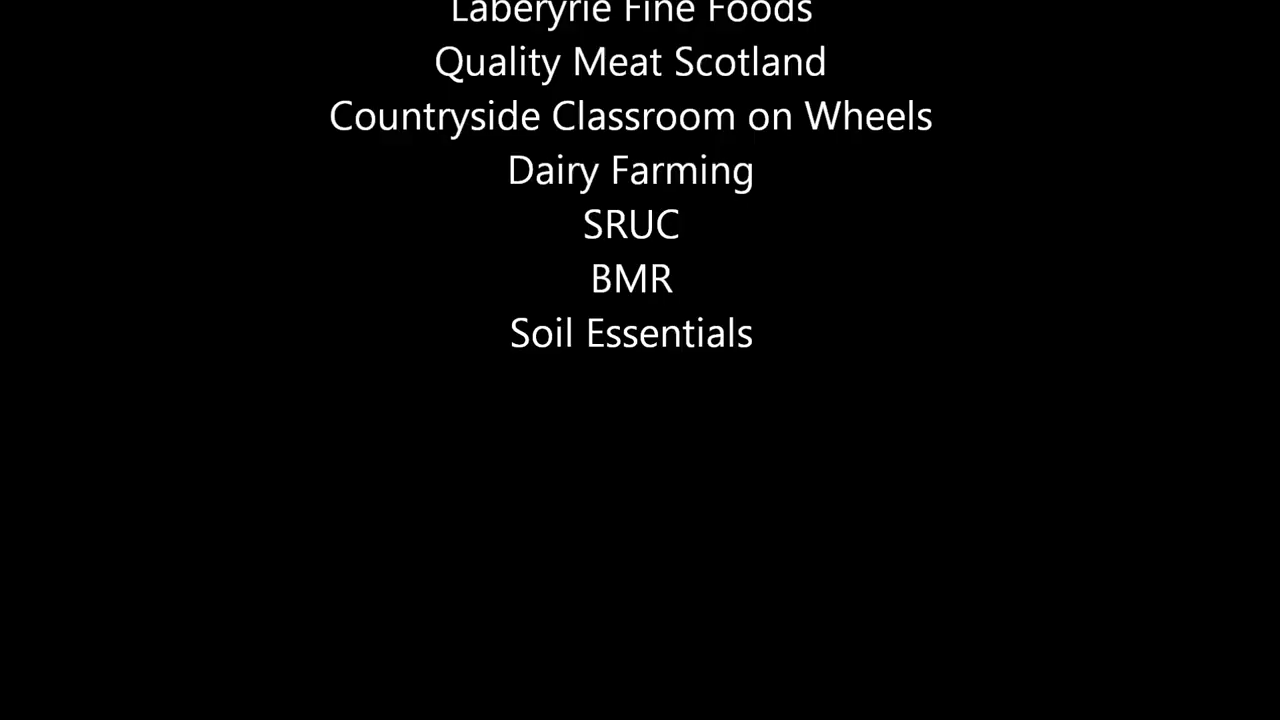 Laberyrie Fine Foods
Quality Meat Scotland
Countryside Classroom on Wheels
Dairy Farming
SRUC
BMR
Soil Essentials